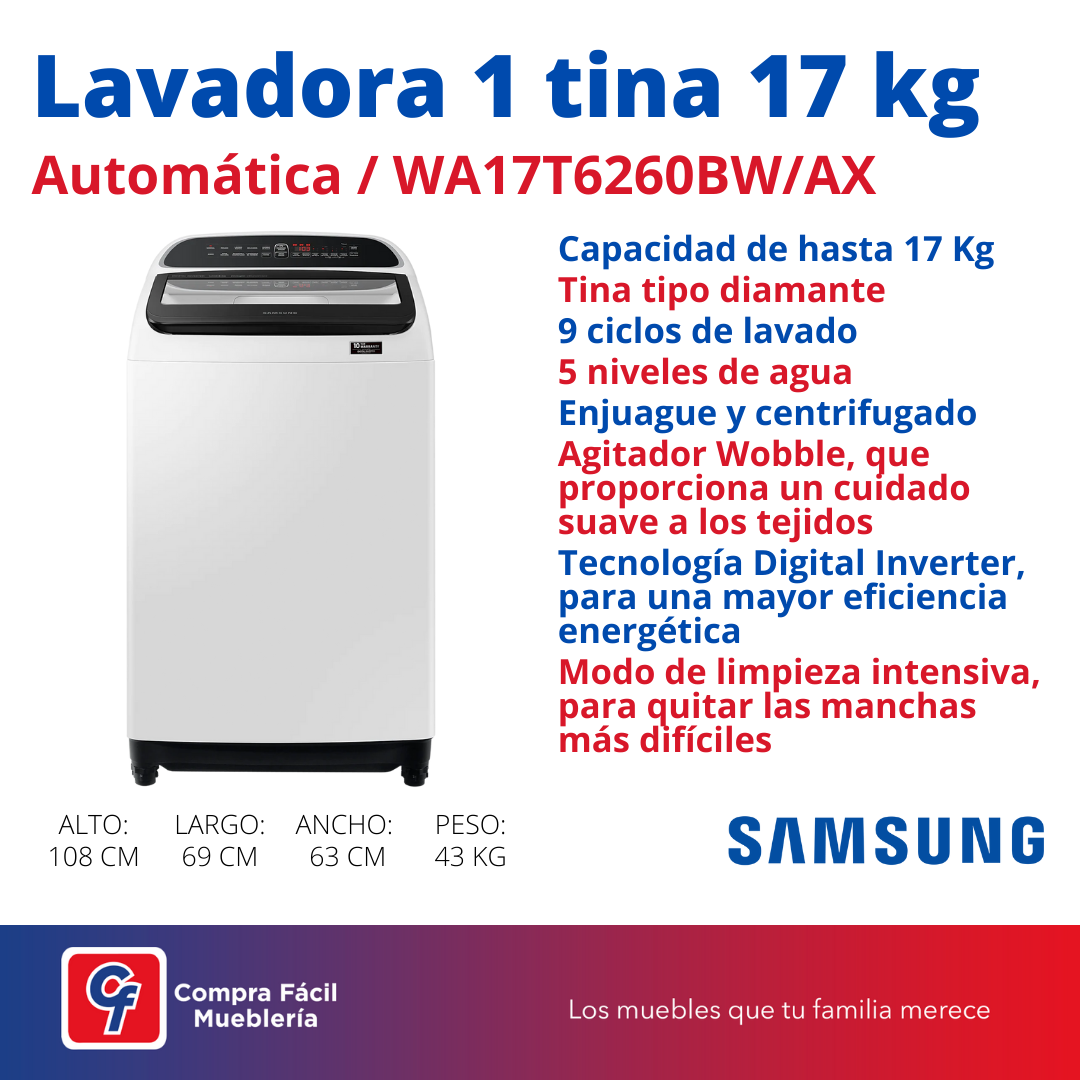 Lavadora 1 tina 17 kg
Automática / WA17T6260BW/AX
Capacidad de hasta 17 Kg
Tina tipo diamante
9 ciclos de lavado
5 niveles de agua
Enjuague y centrifugado
Agitador Wobble, que
proporciona un cuidado
suave a los tejidos
Tecnología Digital Inverter,
para una mayor eficiencia
energética
Modo de limpieza intensiva,
para quitar las manchas
más difíciles
SAMSUNG
ALTO:
108 CM
LARGO:
69 CM
ANCHO:
63 CM
PESO:
43 KG
SAMSUNG
CF
Compra Fácil
Mueblería
Los muebles que tu familia merece